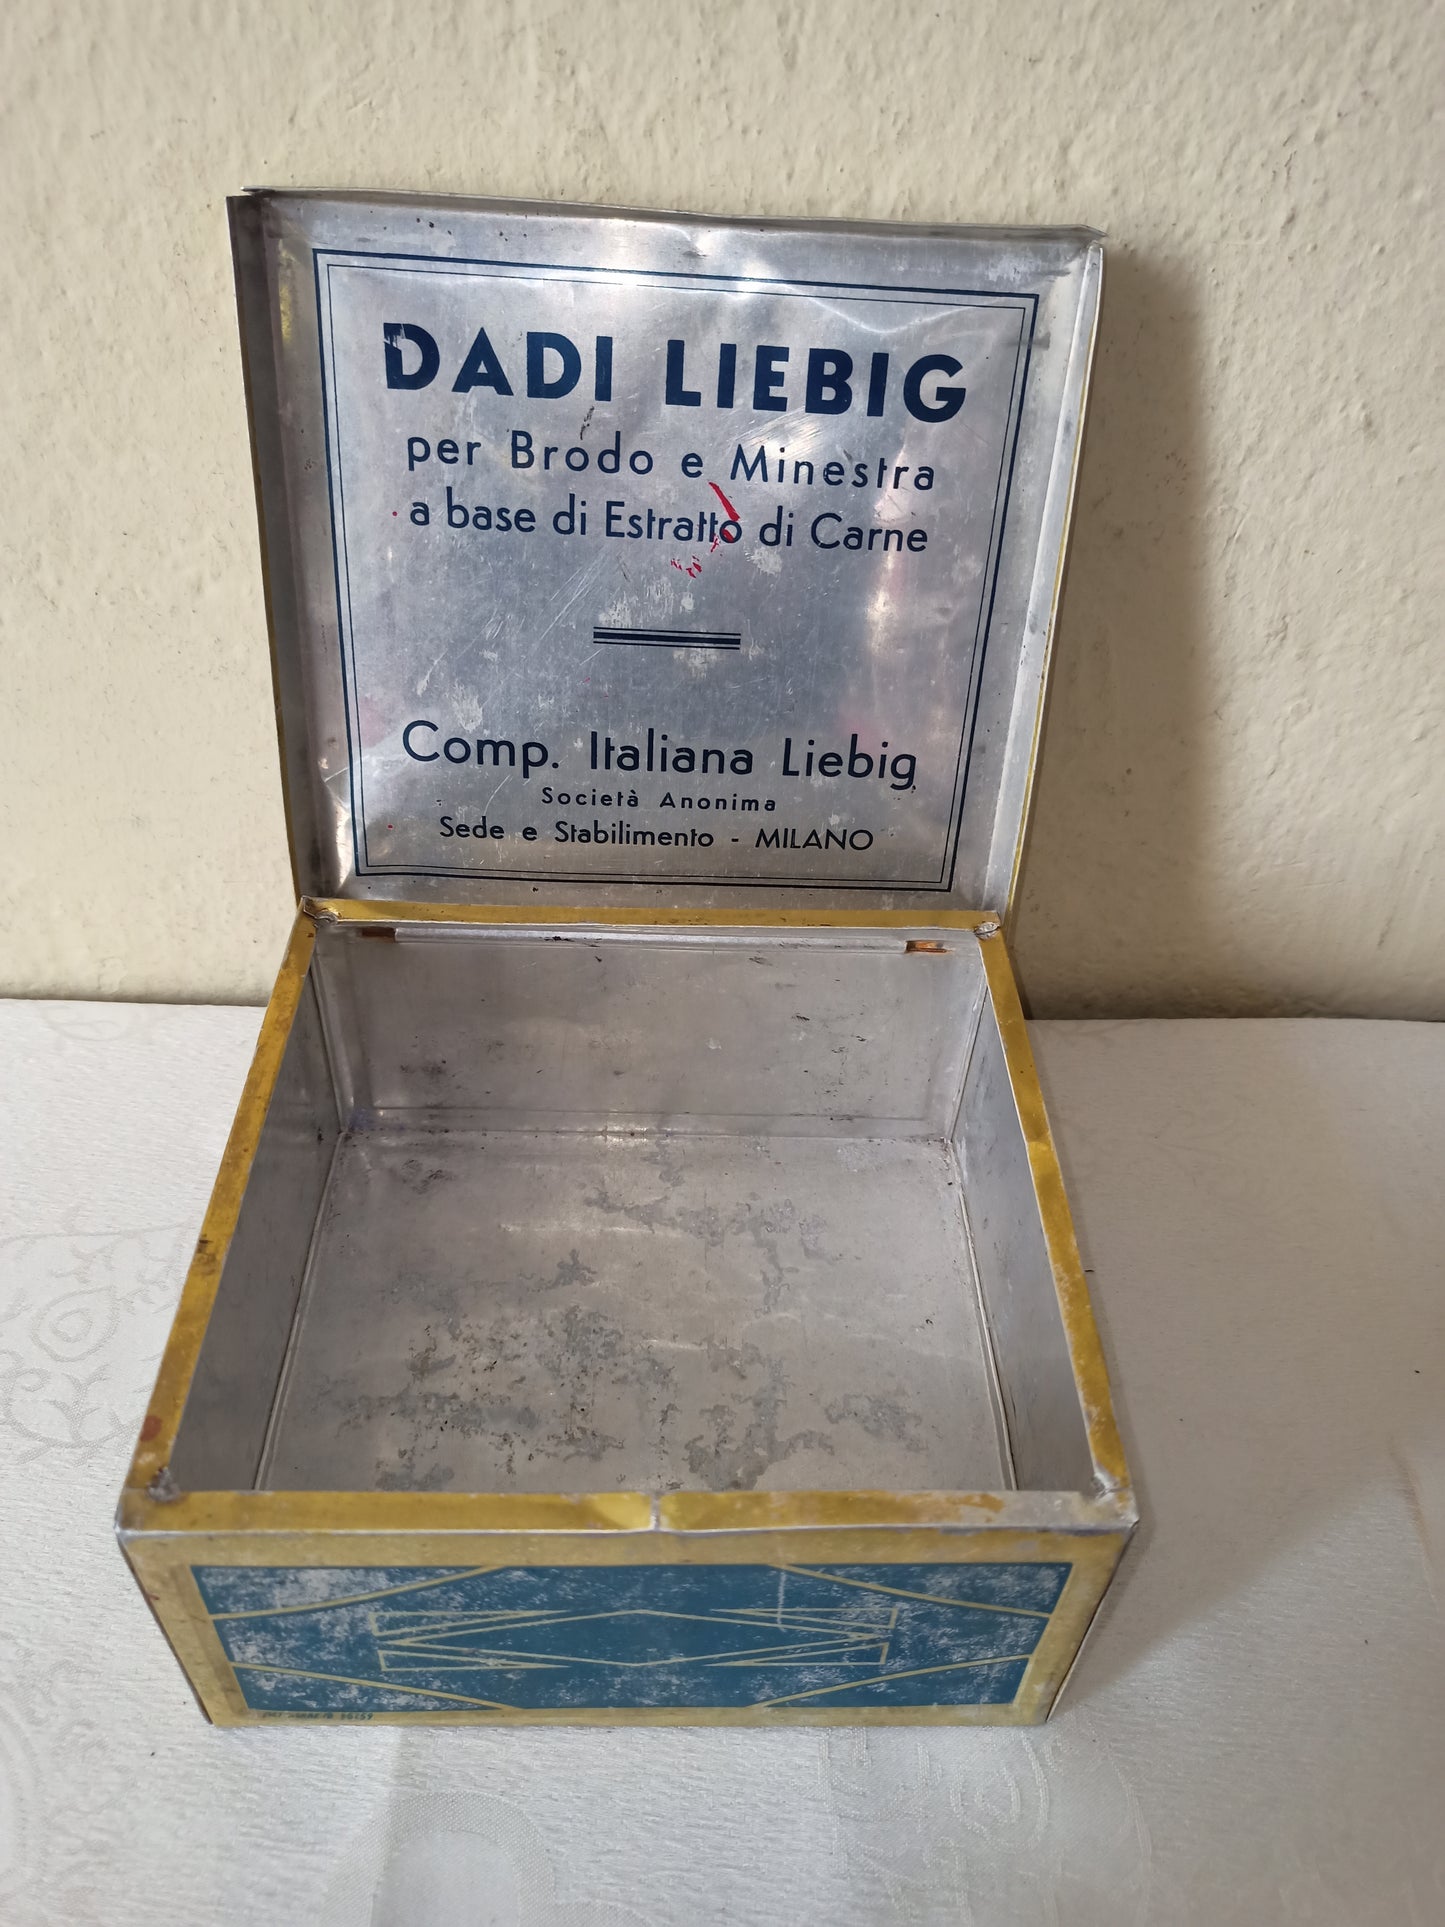 DADI LIEBIG
per Brodo e Minestra
a base di Estratto di Carne
Comp. Italiana Liebig
Società Anonima
Sede e Stabilimento - MILANO